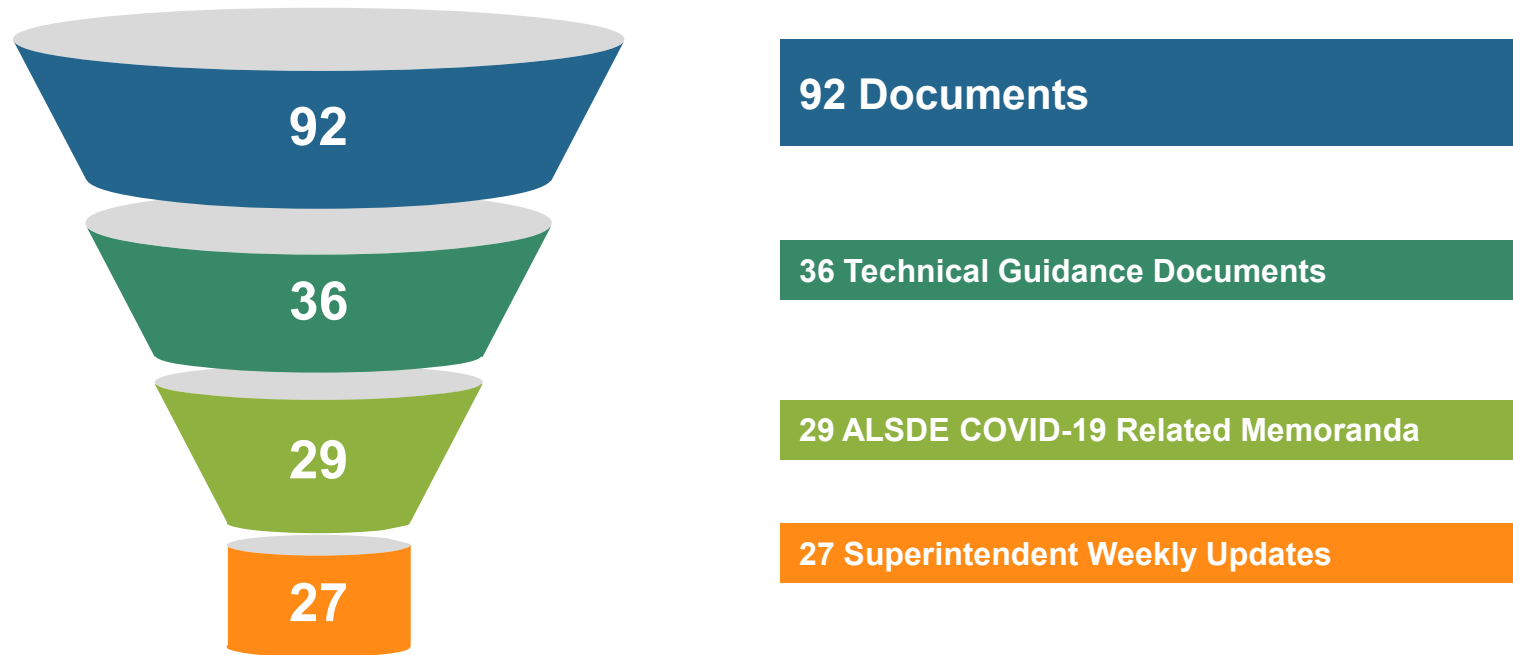 92
92 Documents
36
36 Technical Guidance Documents
29
29 ALSDE COVID-19 Related Memoranda
27
27 Superintendent Weekly Updates